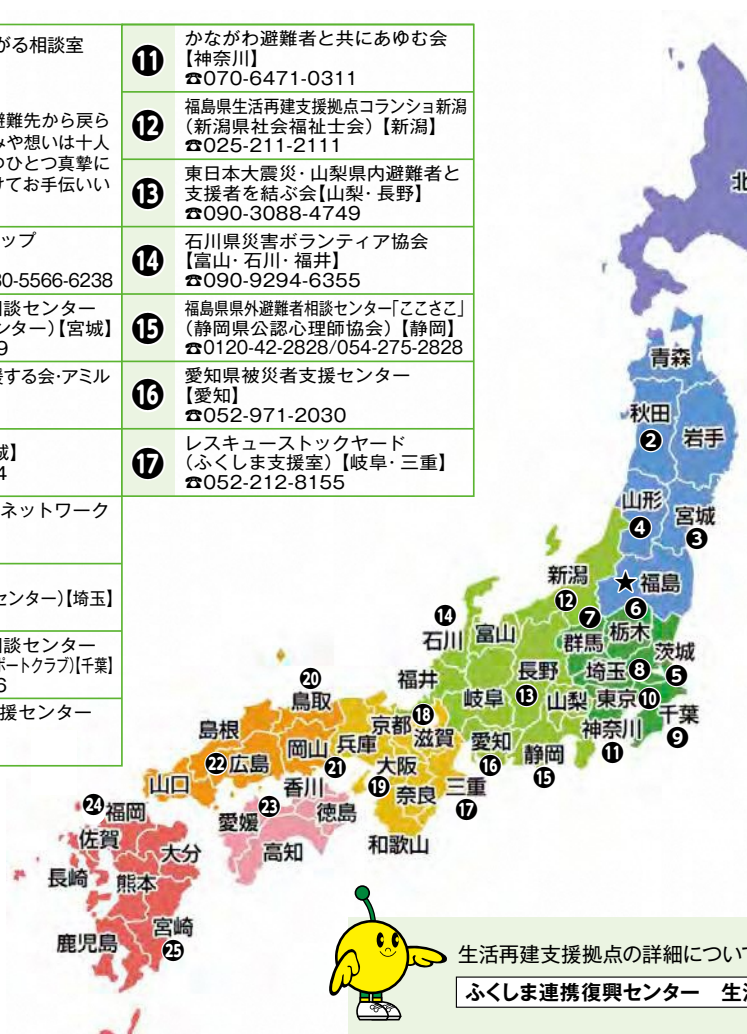 がる相談室
避難先から戻ら
みや想いは十人
つひとつ真摯に
けてお手伝いい
ップ
80-5566-6238
相談センター
ンター)【宮城】
9
援する会・アミル
城】
4
ネットワーク
センター)【埼玉】
相談センター
ポートクラブ)【千葉】
6
援センター
⓫
かながわ避難者と共にあゆむ会
【神奈川】
☎070-6471-0311
⓬
福島県生活再建支援拠点コランショ新潟
(新潟県社会福祉士会)【新潟】
☎025-211-2111
⓭
東日本大震災・山梨県内避難者と
支援者を結ぶ会【山梨・長野】
☎090-3088-4749
⓮
石川県災害ボランティア協会
【富山・石川・福井】
☎090-9294-6355
⓯
福島県県外避難者相談センター「ここさこ」
(静岡県公認心理師協会)【静岡】
☎0120-42-2828/054-275-2828
⓰
愛知県被災者支援センター
【愛知】
☎052-971-2030
⓱
レスキューストックヤード
(ふくしま支援室)【岐阜・三重】
☎052-212-8155
北
青森
秋田
❷
岩手
山形
❹
宮城
❸
新潟
⓬
★福島
❻
❼
群馬
栃木
茨城
❺
⓮
石川
富山
福井
長野
⓭
埼玉
❽
岐阜
山梨
東京
❿
千葉
❾
神奈川
⓫
⓴
鳥取
島根
岡山
㉑
兵庫
京都
⓲
滋賀
愛知
⓰
静岡
⓯
㉒
広島
大阪
⓳
奈良
三重
⓱
山口
香川
愛媛
㉓
徳島
高知
和歌山
㉔
福岡
佐賀
大分
長崎
熊本
宮崎
㉕
鹿児島
生活再建支援拠点の詳細につい
ふくしま連携復興センター 生